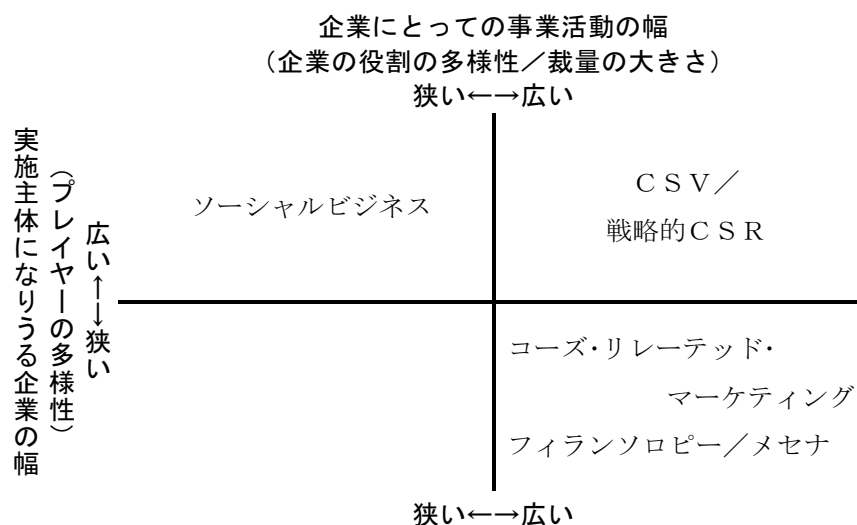 企業にとっての事業活動の幅
(企業の役割の多様性/裁量の大きさ)
狭い←→広い
実施主体になりうる企業の幅
(プレイヤーの多様性)
広い←→狭い
ソーシャルビジネス
CSV/
戦略的CSR
コーズ・リレーテッド・
マーケティング
フィランソロピー/メセナ
狭い←→広い